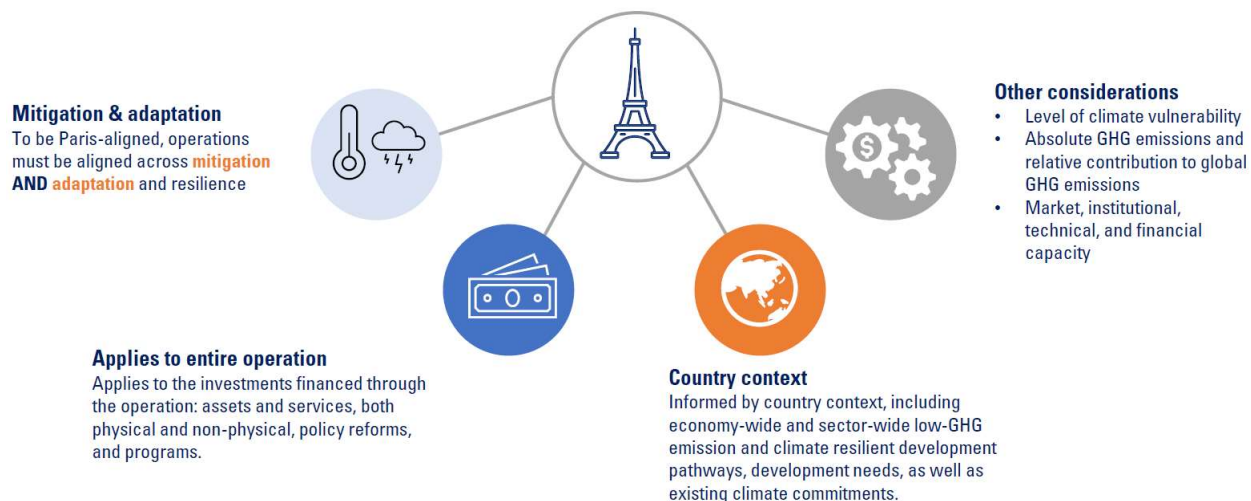 Mitigation & adaptation
To be Paris-aligned, operations
must be aligned across mitigation
AND adaptation and resilience
Applies to entire operation
Applies to the investments financed through
the operation: assets and services, both
physical and non-physical, policy reforms,
and programs.
Country context
Informed by country context, including
economy-wide and sector-wide low-GHG
emission and climate resilient development
pathways, development needs, as well as
existing climate commitments.
Other considerations
• Level of climate vulnerability
• Absolute GHG emissions and
relative contribution to global
GHG emissions
• Market, institutional,
technical, and financial
capacity
$